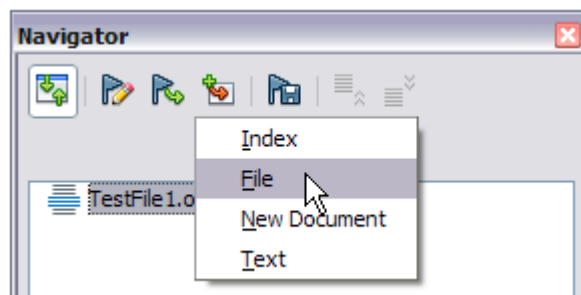 Navigator
Index
File
TestFile1.o
New Document
Text